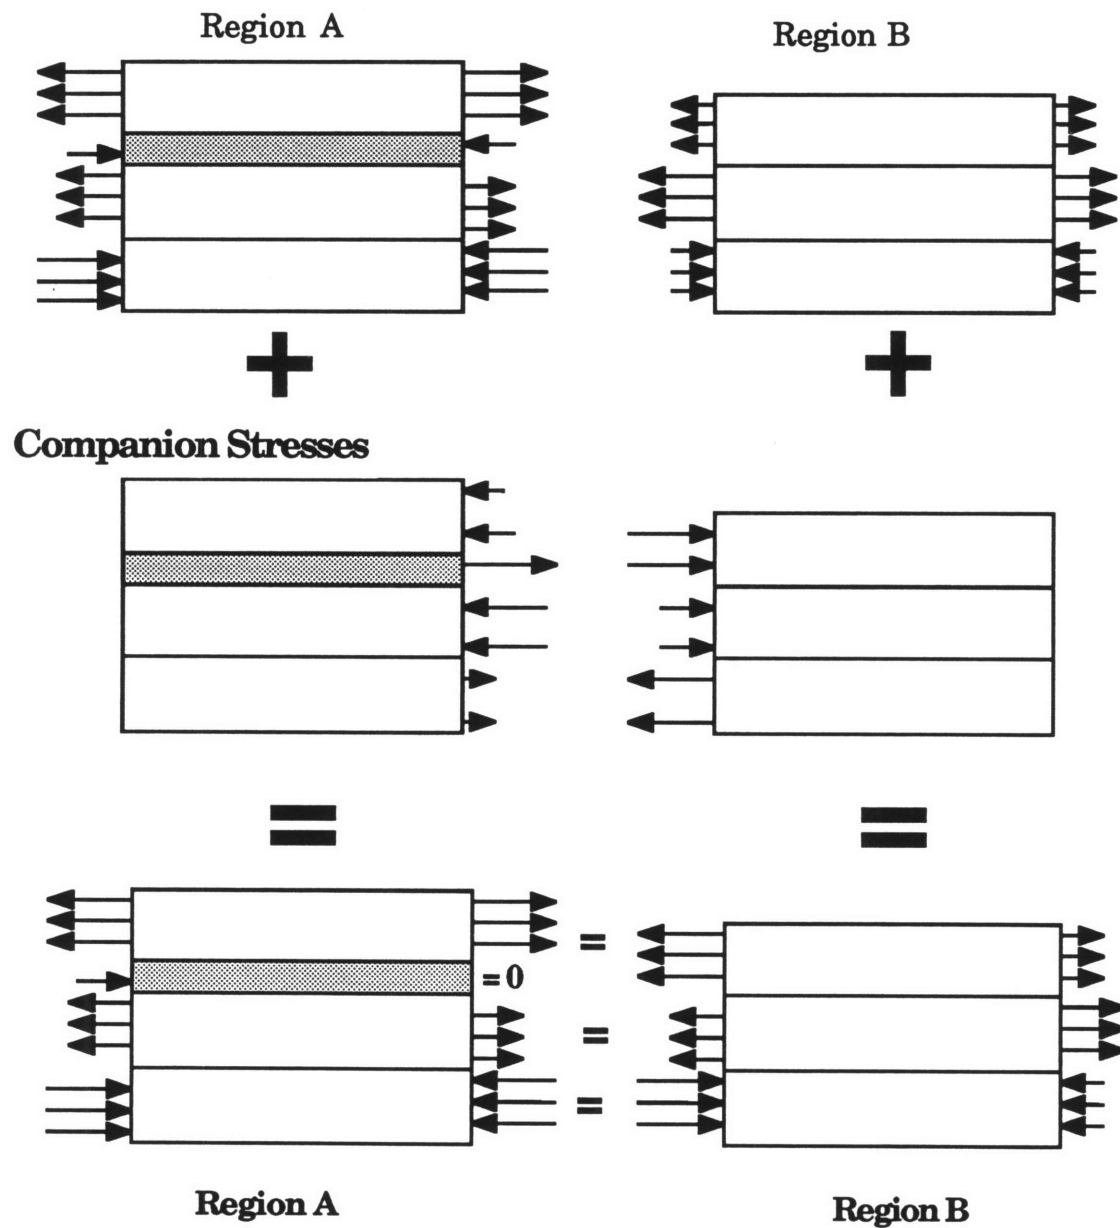 Region A
Region B
+
+
Companion Stresses
=
=
=
=0
=
=
Region A
Region B